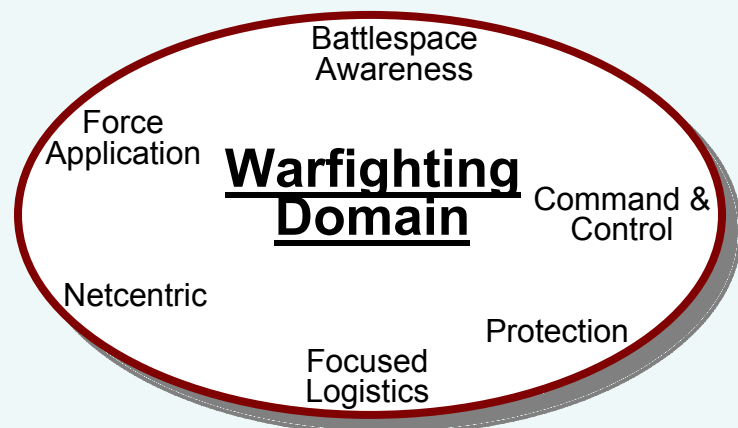 Battlespace
Awareness
Force
Application
Warfighting
Domain
Command &
Control
Netcentric
Protection
Focused
Logistics